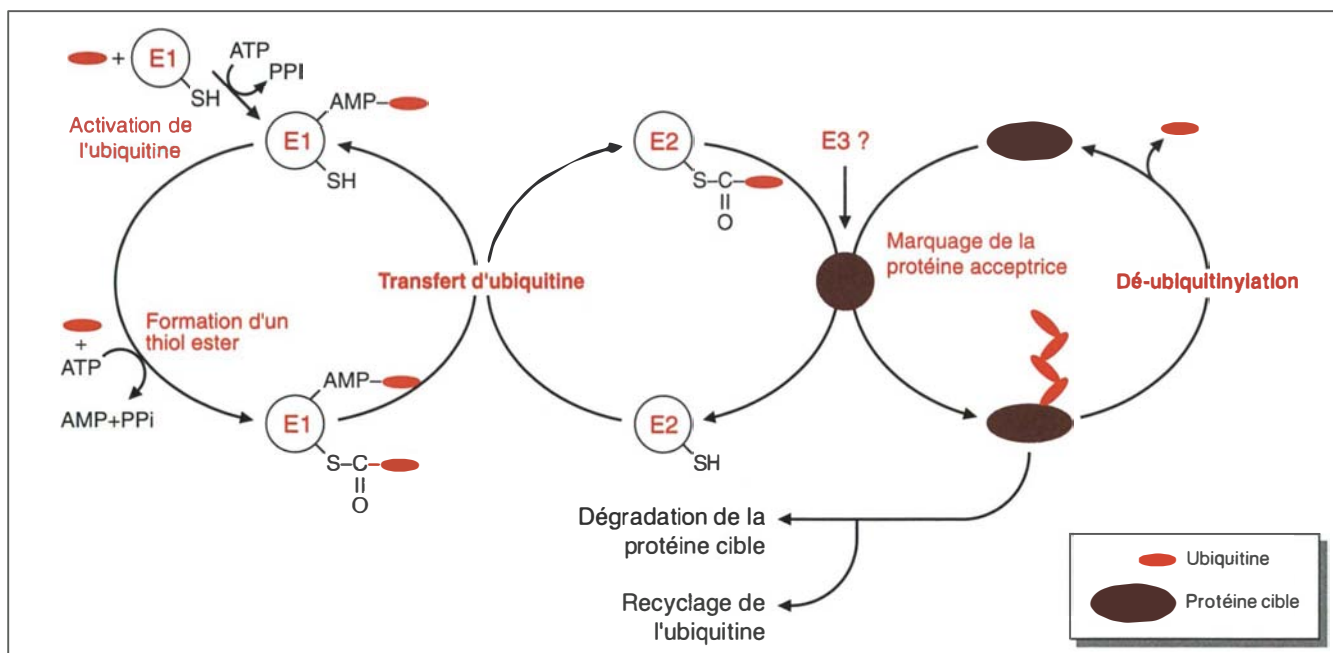 + E1
SH
ATP
PPI
Activation de
l'ubiquitine
E1
AMP
SH
Formation d'un
thiol ester
+
ATP
AMP+PPi
E1
AMP
S–C
O
Transfert d'ubiquitine
E2
S–C
O
E2
SH
E3 ?
Marquage de la
protéine acceptrice
Dé-ubiquitinylation
Dégradation de la
protéine cible
Recyclage de
l'ubiquitine
Ubiquitine
Protéine cible